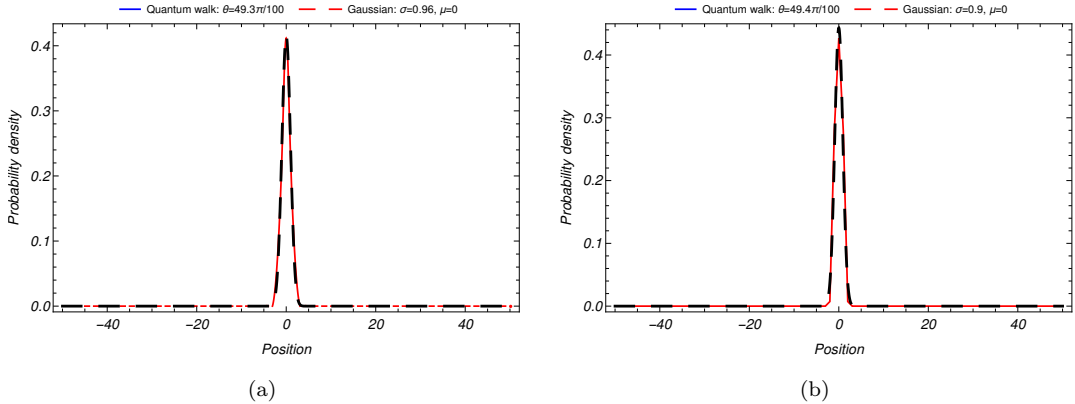 Quantum walk: θ=49.3π/100 Gaussian: σ=0.96, μ=0
0.4
0.3
0.2
0.1
0.0
Probability density
−40 −20 0 20 40
Position
(a)
Quantum walk: θ=49.4π/100 Gaussian: σ=0.9, μ=0
0.4
0.3
0.2
0.1
0.0
Probability density
−40 −20 0 20 40
Position
(b)